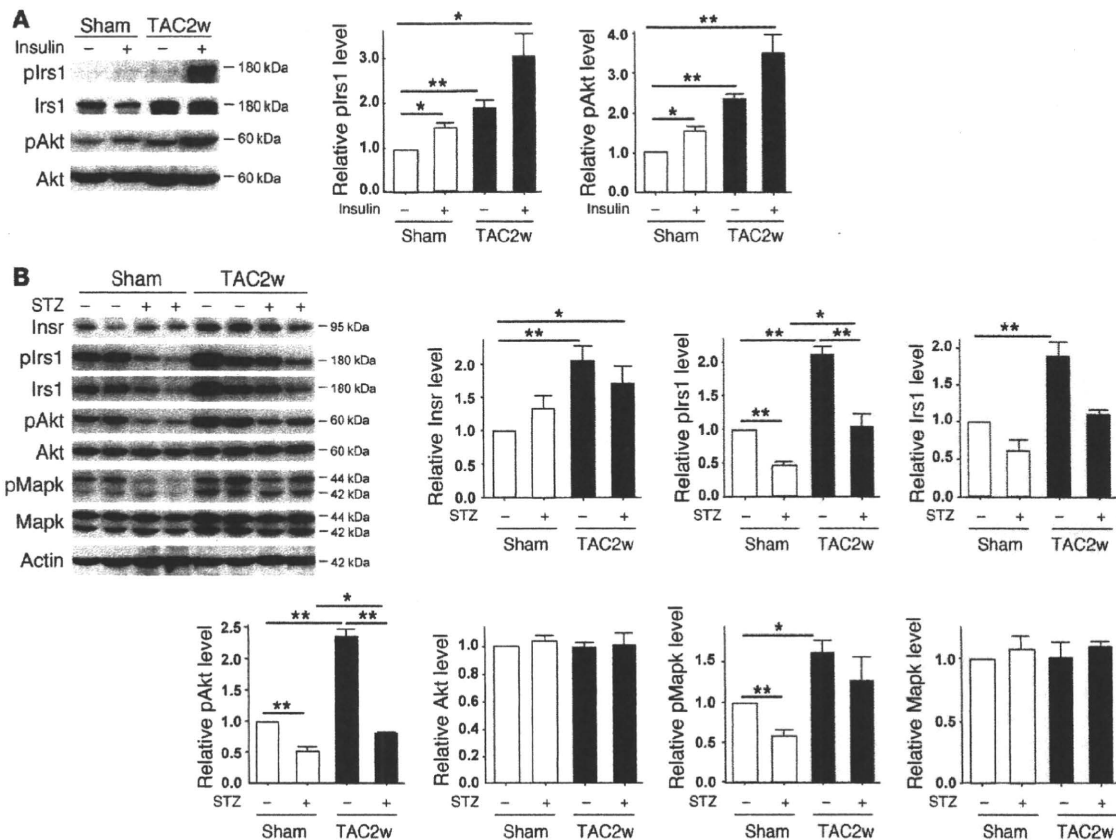 A
Sham TAC2w
Insulin – + – +
pIrs1 – 180 kDa
Irs1 – 180 kDa
pAkt – 60 kDa
Akt – 60 kDa
Relative pIrs1 level
3.0
2.0
1.0
0.0
*
**
*
Insulin – + – +
Sham TAC2w
Relative pAkt level
4.0
3.0
2.0
1.0
0.0
**
**
*
Insulin – + – +
Sham TAC2w
B
Sham TAC2w
STZ – – + + – – + +
Insr – 95 kDa
pIrs1 – 180 kDa
Irs1 – 180 kDa
pAkt – 60 kDa
Akt – 60 kDa
pMapk – 44 kDa
– 42 kDa
Mapk – 44 kDa
– 42 kDa
Actin – 42 kDa
Relative Insr level
2.5
2.0
1.5
1.0
0.5
0.0
*
**
STZ – + – +
Sham TAC2w
Relative pIrs1 level
2.0
1.5
1.0
0.5
0.0
*
** **
**
STZ – + – +
Sham TAC2w
Relative Irs1 level
2.0
1.5
1.0
0.5
0.0
**
STZ – + – +
Sham TAC2w
Relative pAkt level
2.5
2.0
1.5
1.0
0.5
0.0
*
** **
**
STZ – + – +
Sham TAC2w
Relative Akt level
1.0
0.5
0.0
STZ – + – +
Sham TAC2w
Relative pMapk level
1.5
1.0
0.5
0.0
*
**
STZ – + – +
Sham TAC2w
Relative Mapk level
1.0
0.5
0.0
STZ – + – +
Sham TAC2w